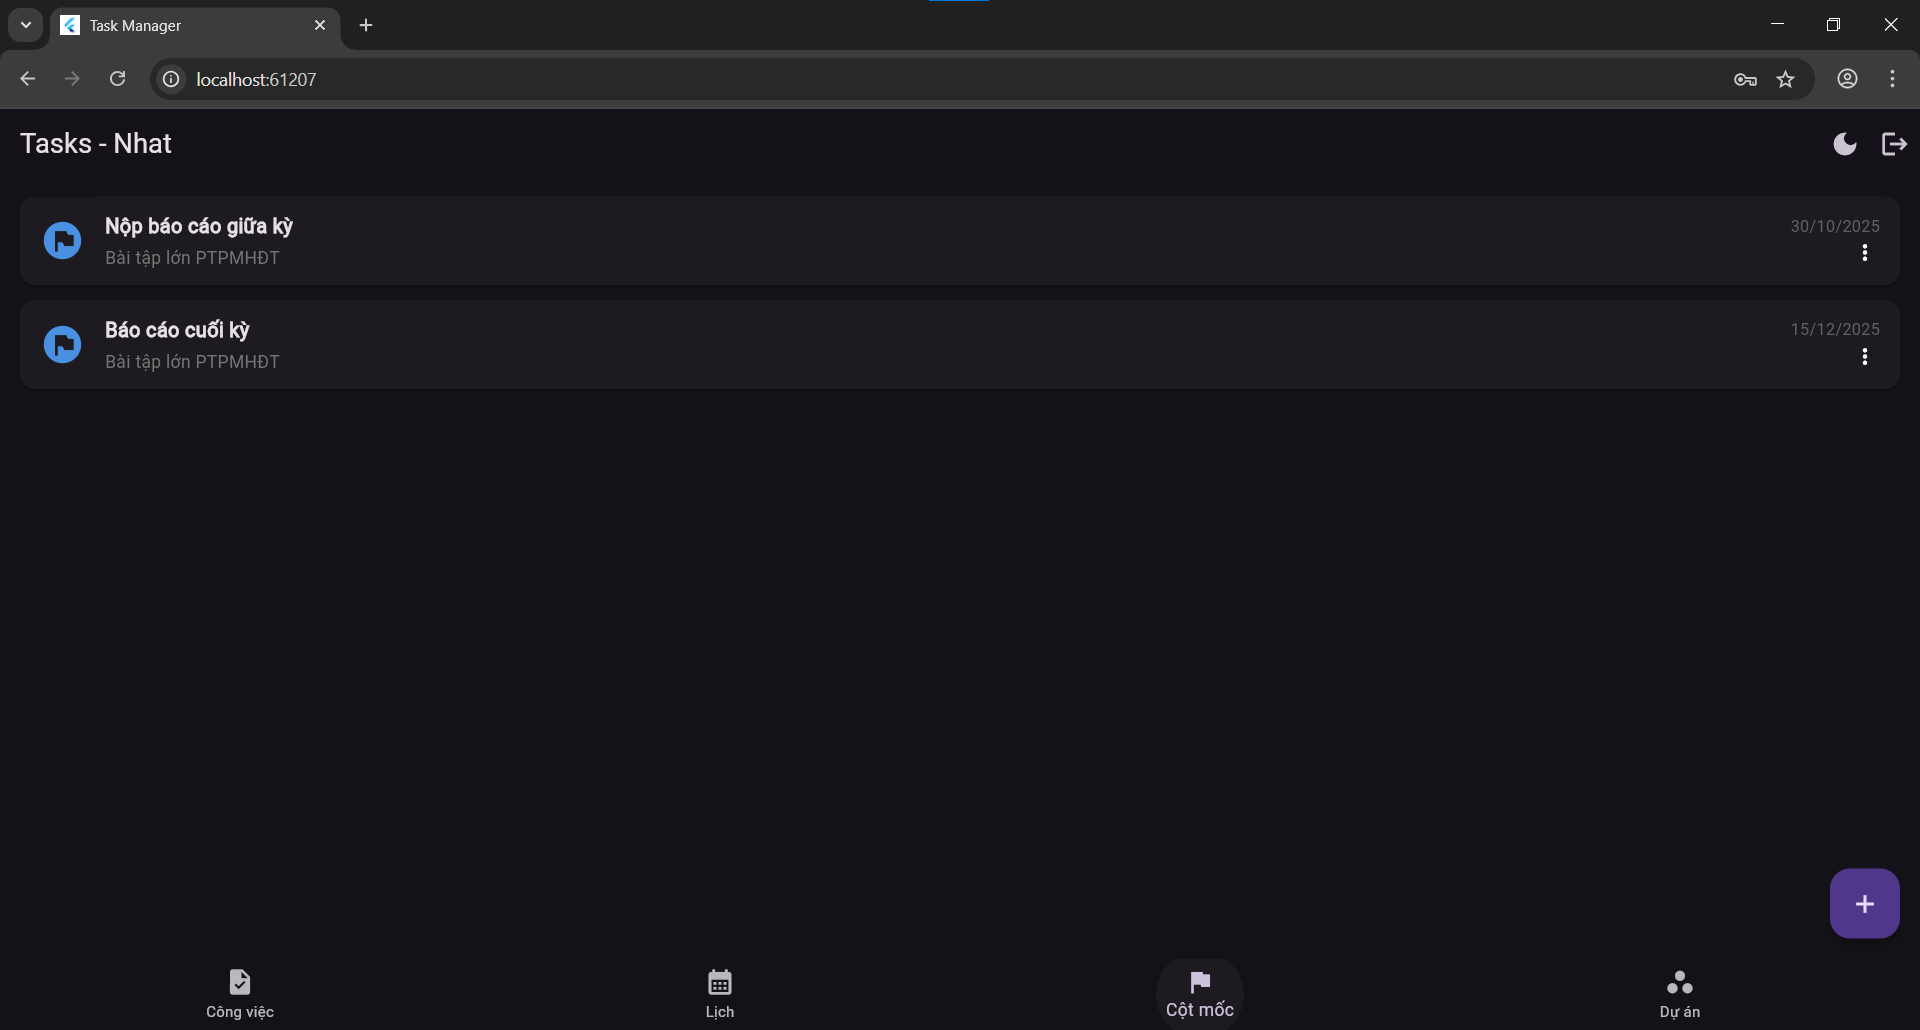 Task Manager
localhost:61207
Tasks - Nhat
Nộp báo cáo giữa kỳ
30/10/2025
Bài tập lớn PTPMHĐT
Báo cáo cuối kỳ
15/12/2025
Bài tập lớn PTPMHĐT
Công việc
Lịch
Cột mốc
Dự án